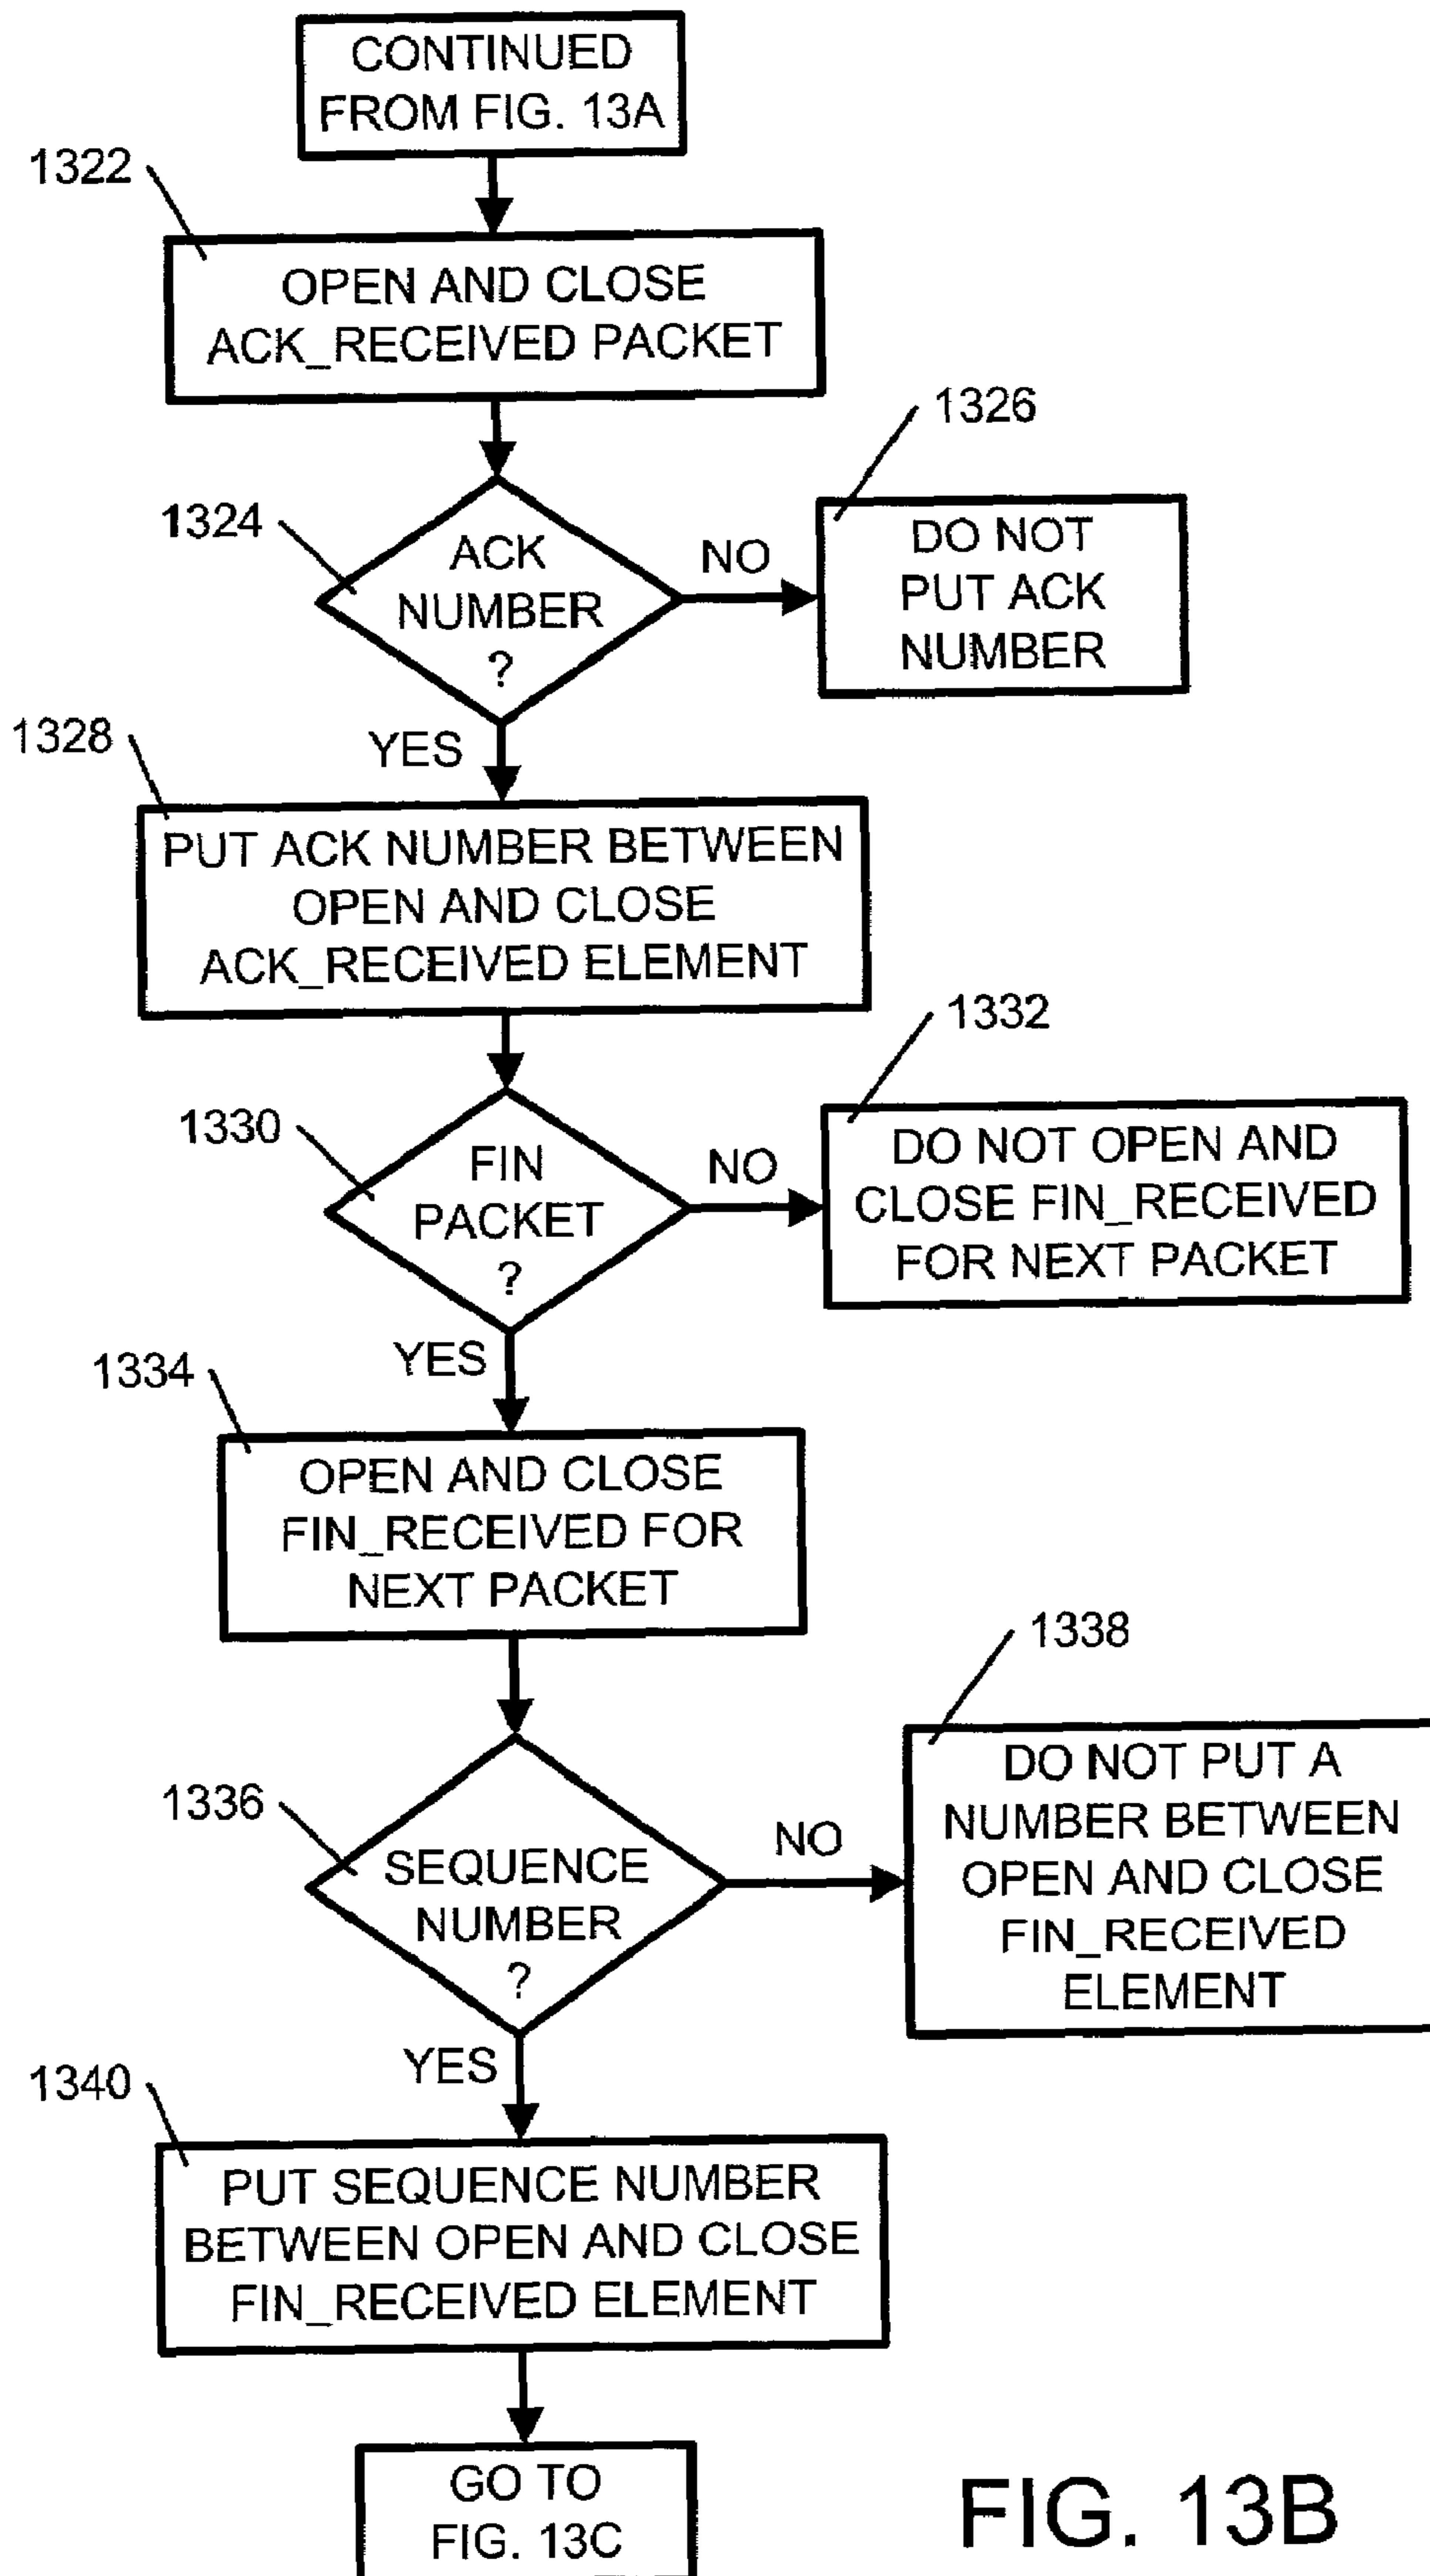 CONTINUED
FROM FIG. 13A
1322
OPEN AND CLOSE
ACK_RECEIVED PACKET
1324
ACK
NUMBER
?
NO
1326
DO NOT
PUT ACK
NUMBER
YES
1328
PUT ACK NUMBER BETWEEN
OPEN AND CLOSE
ACK_RECEIVED ELEMENT
1330
FIN
PACKET
?
NO
1332
DO NOT OPEN AND
CLOSE FIN_RECEIVED
FOR NEXT PACKET
YES
1334
OPEN AND CLOSE
FIN_RECEIVED FOR
NEXT PACKET
1336
SEQUENCE
NUMBER
?
NO
1338
DO NOT PUT A
NUMBER BETWEEN
OPEN AND CLOSE
FIN_RECEIVED
ELEMENT
YES
1340
PUT SEQUENCE NUMBER
BETWEEN OPEN AND CLOSE
FIN_RECEIVED ELEMENT
GO TO
FIG. 13C
FIG. 13B